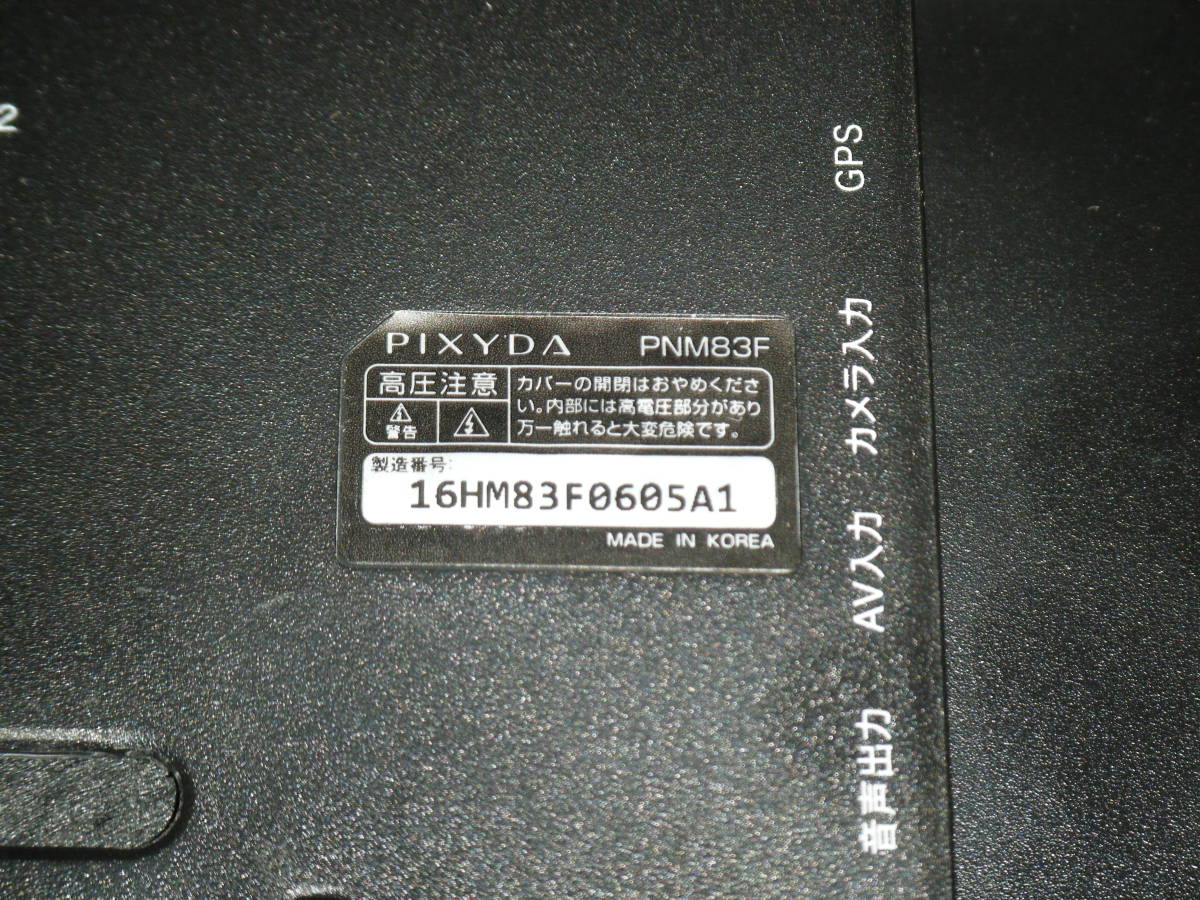 2
PIXYDA PNM83F
高圧注意
警告
カバーの開閉はおやめくださ
い。内部には高電圧部分があり
万一触れると大変危険です。
製造番号:
16HM83F0605A1
MADE IN KOREA
GPS
カメラ入力
AV入力
音声出力